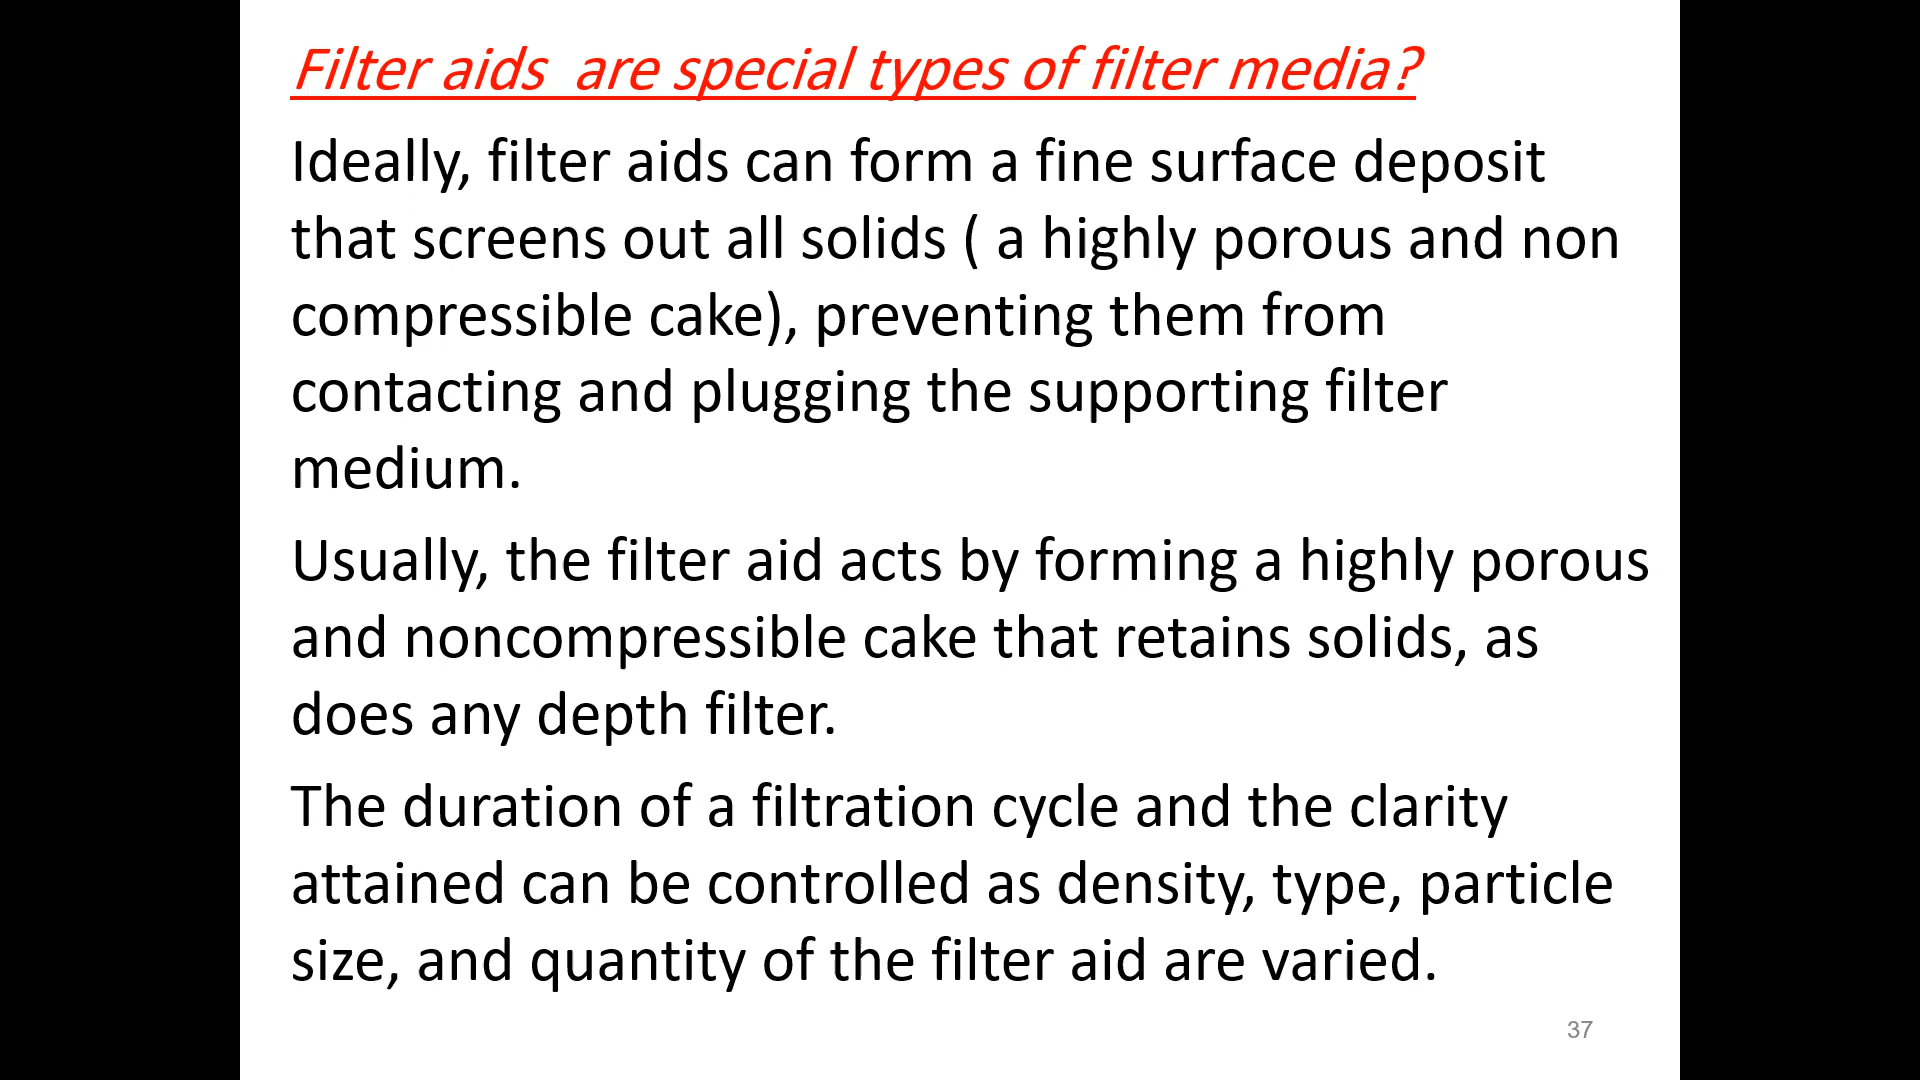 Filter aids  are special types of filter media?
Ideally, filter aids can form a fine surface deposit
that screens out all solids ( a highly porous and non
compressible cake), preventing them from
contacting and plugging the supporting filter
medium.
Usually, the filter aid acts by forming a highly porous
and noncompressible cake that retains solids, as
does any depth filter.
The duration of a filtration cycle and the clarity
attained can be controlled as density, type, particle
size, and quantity of the filter aid are varied.
37